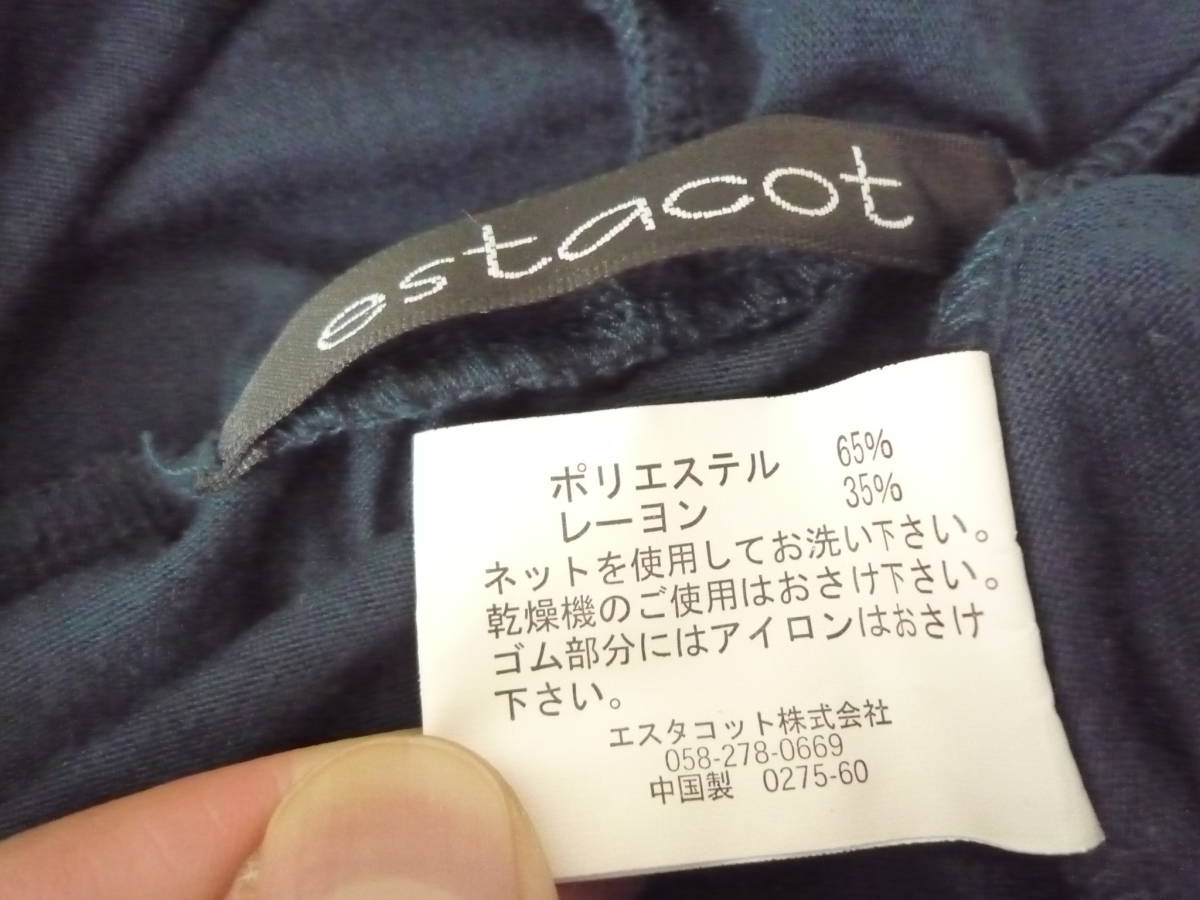 estacot
ポリエステル 65%
レーヨン 35%
ネットを使用してお洗い下さい。
乾燥機のご使用はおさけ下さい。
ゴム部分にはアイロンはおさけ
下さい。
エスタコット株式会社
058-278-0669
中国製 0275-60